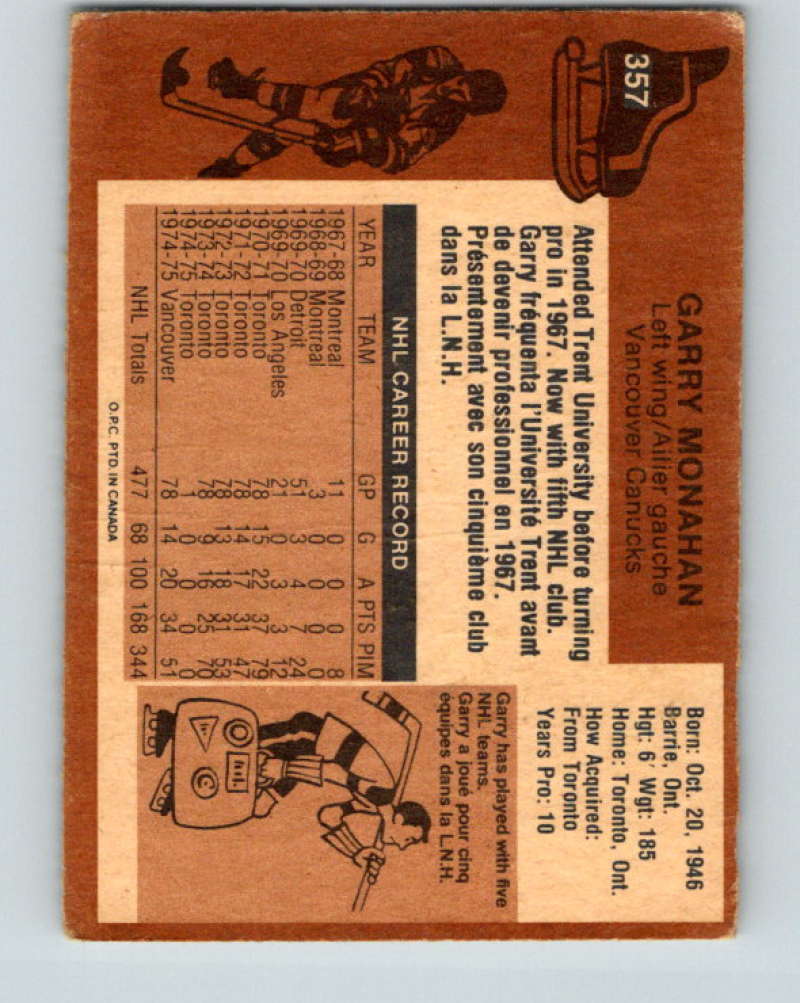 357
GARRY MONAHAN
Left wing/Ailier gauche
Vancouver Canucks
Born: Oct. 20, 1946
Barrie, Ont.
Hgt: 6' Wgt: 185
Home: Toronto, Ont.
How Acquired:
From Toronto
Years Pro: 10
Attended Trent University before turning
pro in 1967. Now with fifth NHL club.
Garry fréquenta l'Université Trent avant
de devenir professionnel en 1967.
Présentement avec son cinquième club
dans la L.N.H.
NHL CAREER RECORD
YEAR TEAM GP G A PTS PIM
1967-68 Montreal 11 0 0 0 8
1968-69 Montreal 3 0 0 0 0
1969-70 Detroit 51 3 4 7 24
1969-70 Los Angeles 21 0 3 3 12
1970-71 Toronto 78 15 22 37 79
1971-72 Toronto 78 14 17 31 47
1972-73 Toronto 78 13 18 31 53
1973-74 Toronto 78 9 16 25 70
1974-75 Toronto 1 0 0 0 0
1974-75 Vancouver 78 14 20 34 51
NHL Totals 477 68 100 168 344
Garry has played with five
NHL teams.
Garry a joué pour cinq
équipes dans la L.N.H.
O.P.C. PTD. IN CANADA